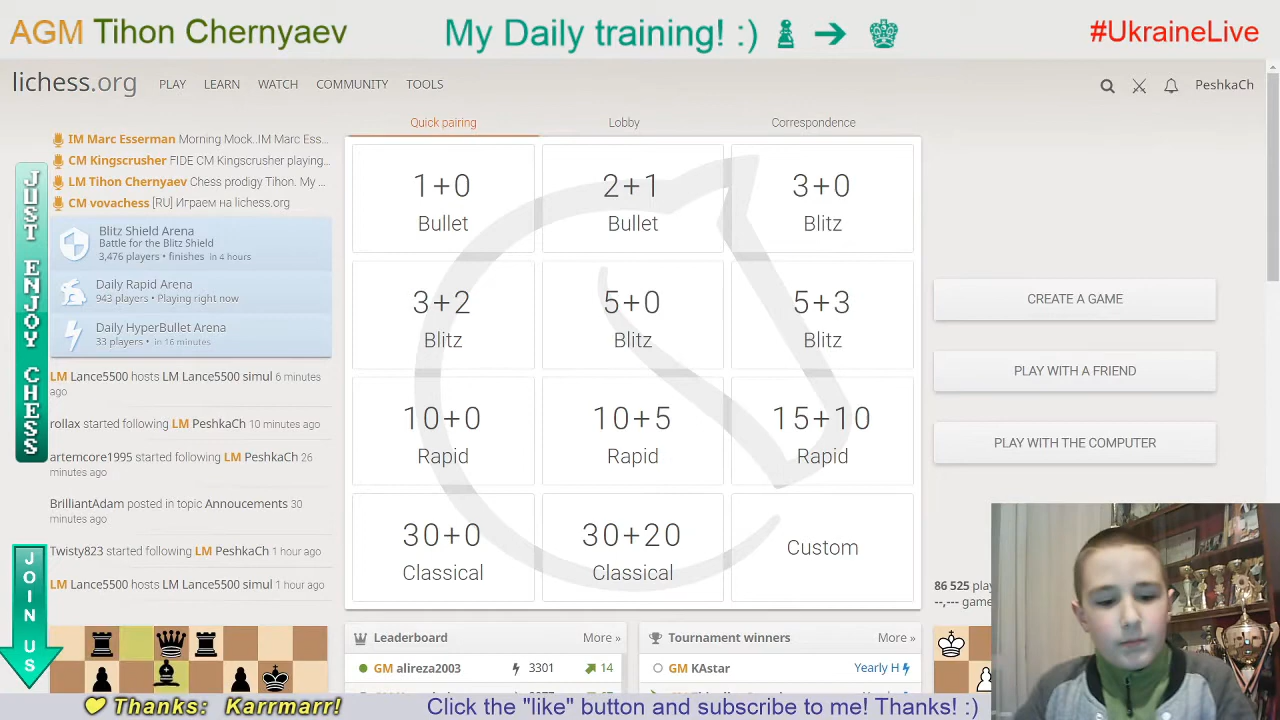 AGM Tihon Chernyaev
My Daily training! :)
#UkraineLive
lichess.org
PLAY LEARN WATCH COMMUNITY TOOLS
PeshkaCh
IM Marc Esserman Morning Mock..IM Marc Ess...
CM Kingscrusher FIDE CM Kingscrusher playing...
LM Tihon Chernyaev Chess prodigy Tihon. My ...
CM vovachess [RU] Играем на lichess.org
JUST ENJOY CHESS
Blitz Shield Arena
Battle for the Blitz Shield
3,476 players • finishes in 4 hours
Daily Rapid Arena
943 players • Playing right now
Daily HyperBullet Arena
33 players • in 16 minutes
LM Lance5500 hosts LM Lance5500 simul 6 minutes
ago
rollax started following LM PeshkaCh 10 minutes ago
artemcore1995 started following LM PeshkaCh 26
minutes ago
BrilliantAdam posted in topic Annoucements 30
minutes ago
Twisty823 started following LM PeshkaCh 1 hour ago
LM Lance5500 hosts LM Lance5500 simul 1 hour ago
JOIN US
Quick pairing Lobby Correspondence
1+0
Bullet
2+1
Bullet
3+0
Blitz
3+2
Blitz
5+0
Blitz
5+3
Blitz
10+0
Rapid
10+5
Rapid
15+10
Rapid
30+0
Classical
30+20
Classical
Custom
CREATE A GAME
PLAY WITH A FRIEND
PLAY WITH THE COMPUTER
86 525 play
--,--- game
Leaderboard More »
GM alireza2003 3301 14
Tournament winners More »
GM KAstar Yearly H
Thanks: Karrmarr!
Click the "like" button and subscribe to me! Thanks! :)